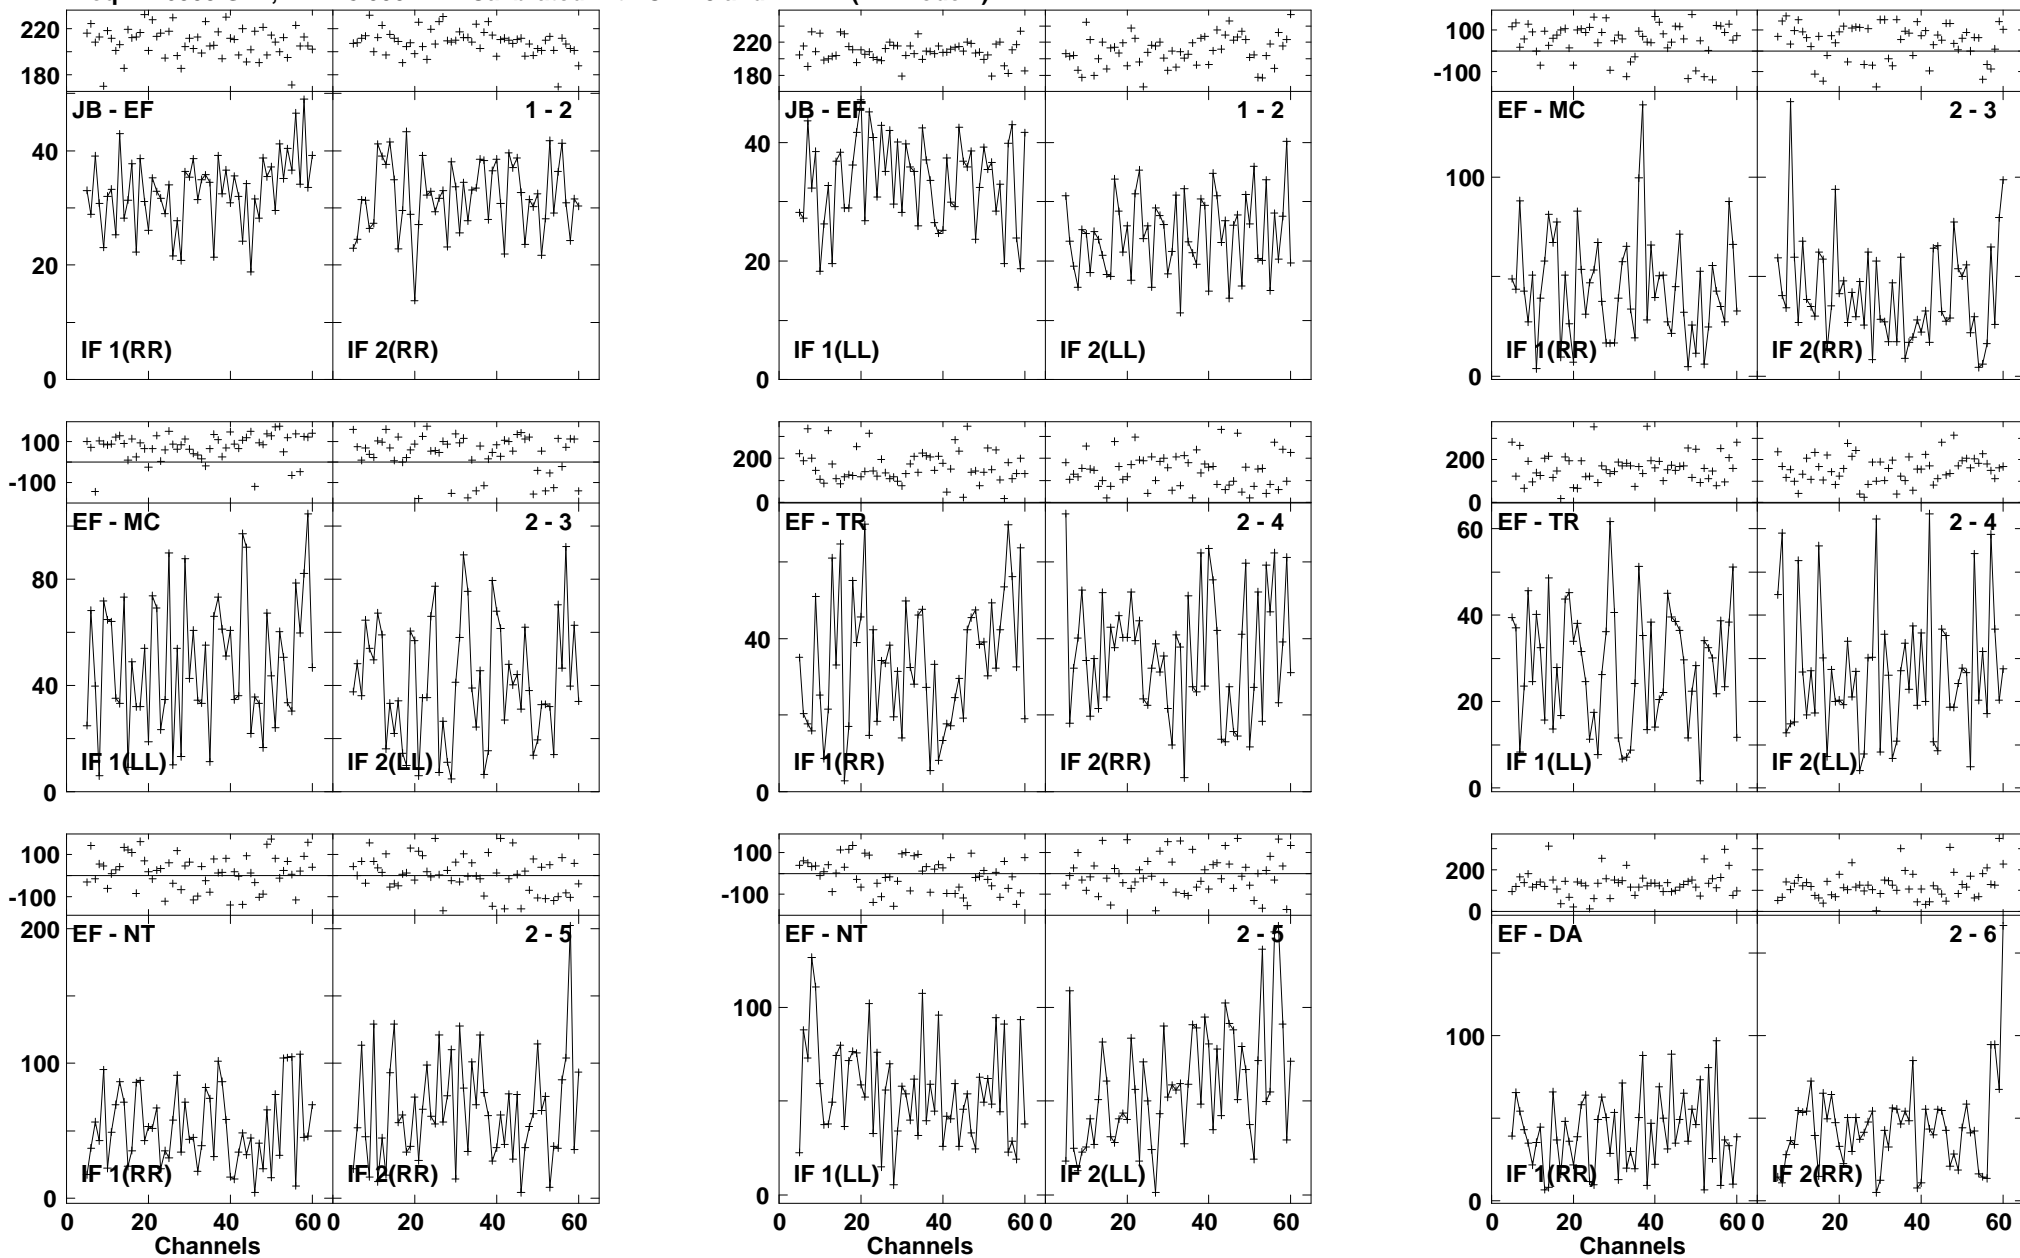 220
180
JB - EF
1 - 2
40
20
0
IF 1(RR)
IF 2(RR)
220
180
JB - EF
1 - 2
40
20
0
IF 1(LL)
IF 2(LL)
100
-100
EF - MC
2 - 3
100
0
IF 1(RR)
IF 2(RR)
100
-100
EF - MC
2 - 3
80
40
0
IF 1(LL)
IF 2(LL)
200
0
EF - TR
2 - 4
40
0
IF 1(RR)
IF 2(RR)
200
0
EF - TR
2 - 4
60
40
20
0
IF 1(LL)
IF 2(LL)
100
-100
200
EF - NT
2 - 5
100
0
IF 1(RR)
IF 2(RR)
0 20 40 60 0 20 40 60
Channels
100
-100
EF - NT
2 - 5
100
0
IF 1(LL)
IF 2(LL)
0 20 40 60 0 20 40 60
Channels
200
0
EF - DA
2 - 6
100
0
IF 1(RR)
IF 2(RR)
0 20 40 60 0 20 40 60
Channels